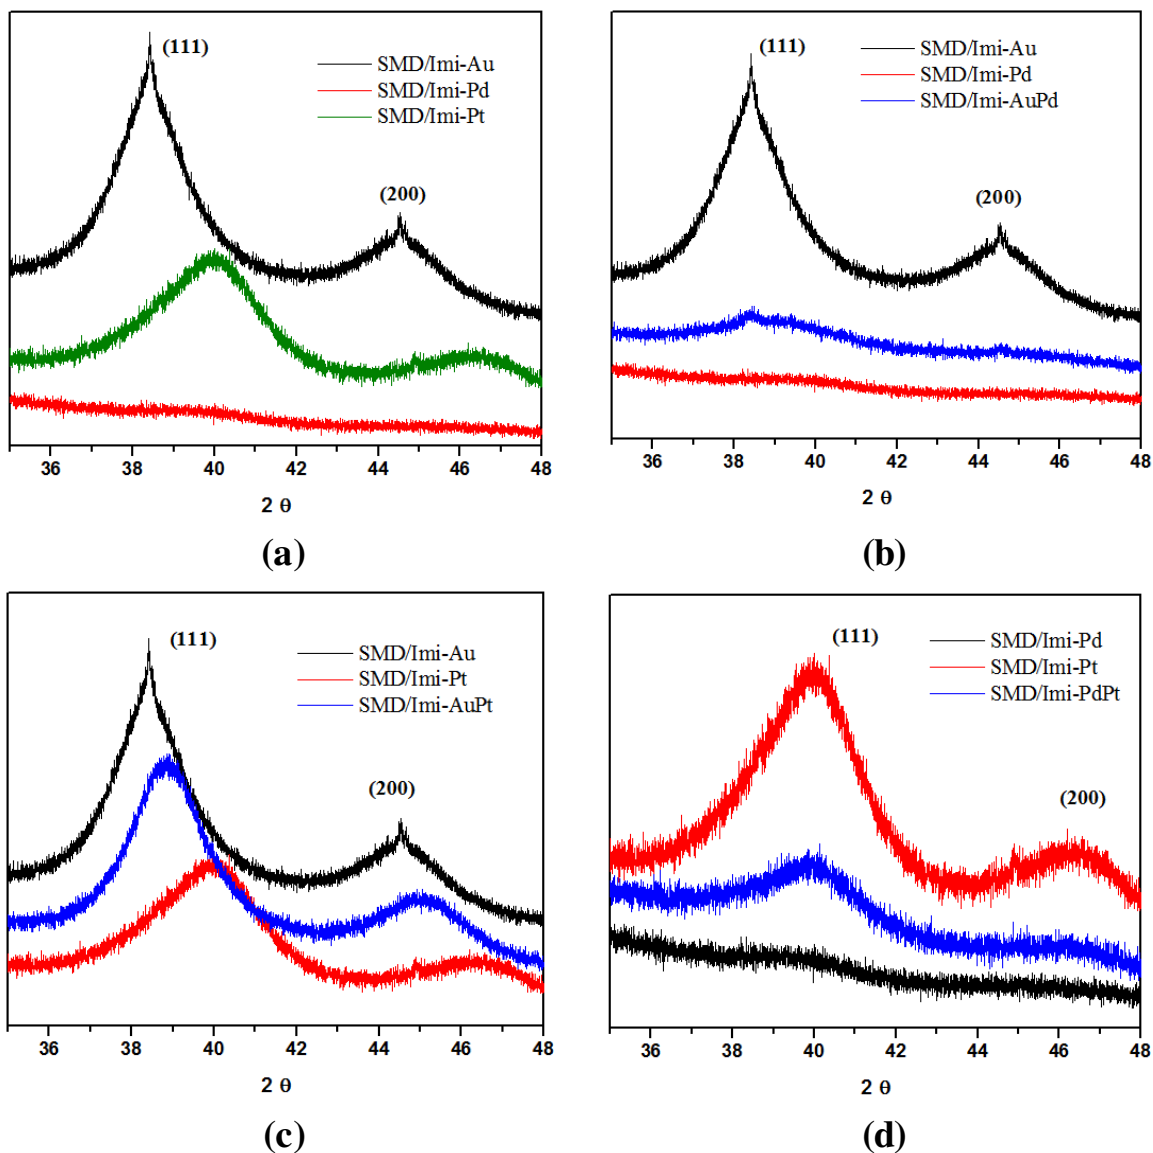 (111)
SMD/Imi-Au
SMD/Imi-Pd
SMD/Imi-Pt
(200)
36 38 40 42 44 46 48
2 θ
(a)
(111)
SMD/Imi-Au
SMD/Imi-Pd
SMD/Imi-AuPd
(200)
36 38 40 42 44 46 48
2 θ
(b)
(111)
SMD/Imi-Au
SMD/Imi-Pt
SMD/Imi-AuPt
(200)
36 38 40 42 44 46 48
2 θ
(c)
(111)
SMD/Imi-Pd
SMD/Imi-Pt
SMD/Imi-PdPt
(200)
36 38 40 42 44 46 48
2 θ
(d)